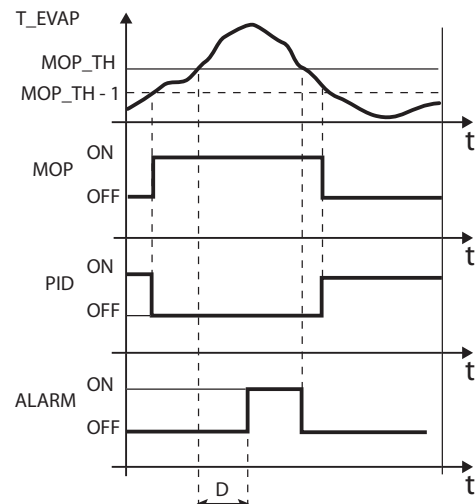 T_EVAP
MOP_TH
MOP_TH - 1
t
ON
MOP
OFF
t
ON
PID
OFF
t
ON
ALARM
OFF
t
D